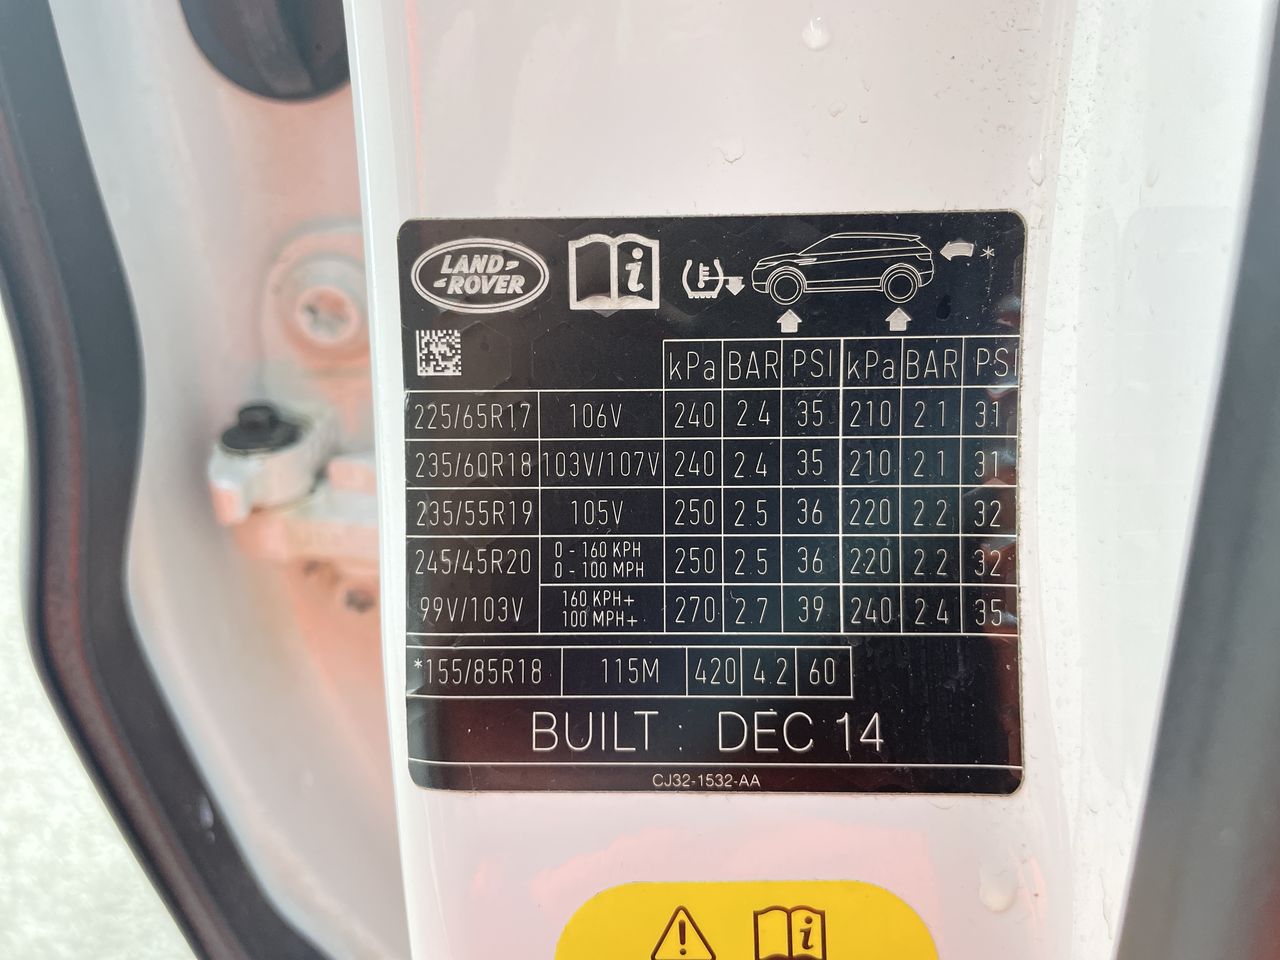 LAND-
-ROVER
i
*
kPa BAR PSI kPa BAR PSI
225/65R17 106V 240 2.4 35 210 2.1 31
235/60R18 103V/107V 240 2.4 35 210 2.1 31
235/55R19 105V 250 2.5 36 220 2.2 32
245/45R20 0 - 160 KPH 250 2.5 36 220 2.2 32
0 - 100 MPH
99V/103V 160 KPH+ 270 2.7 39 240 2.4 35
100 MPH+
*155/85R18 115M 420 4.2 60
BUILT : DEC 14
CJ32-1532-AA
! i